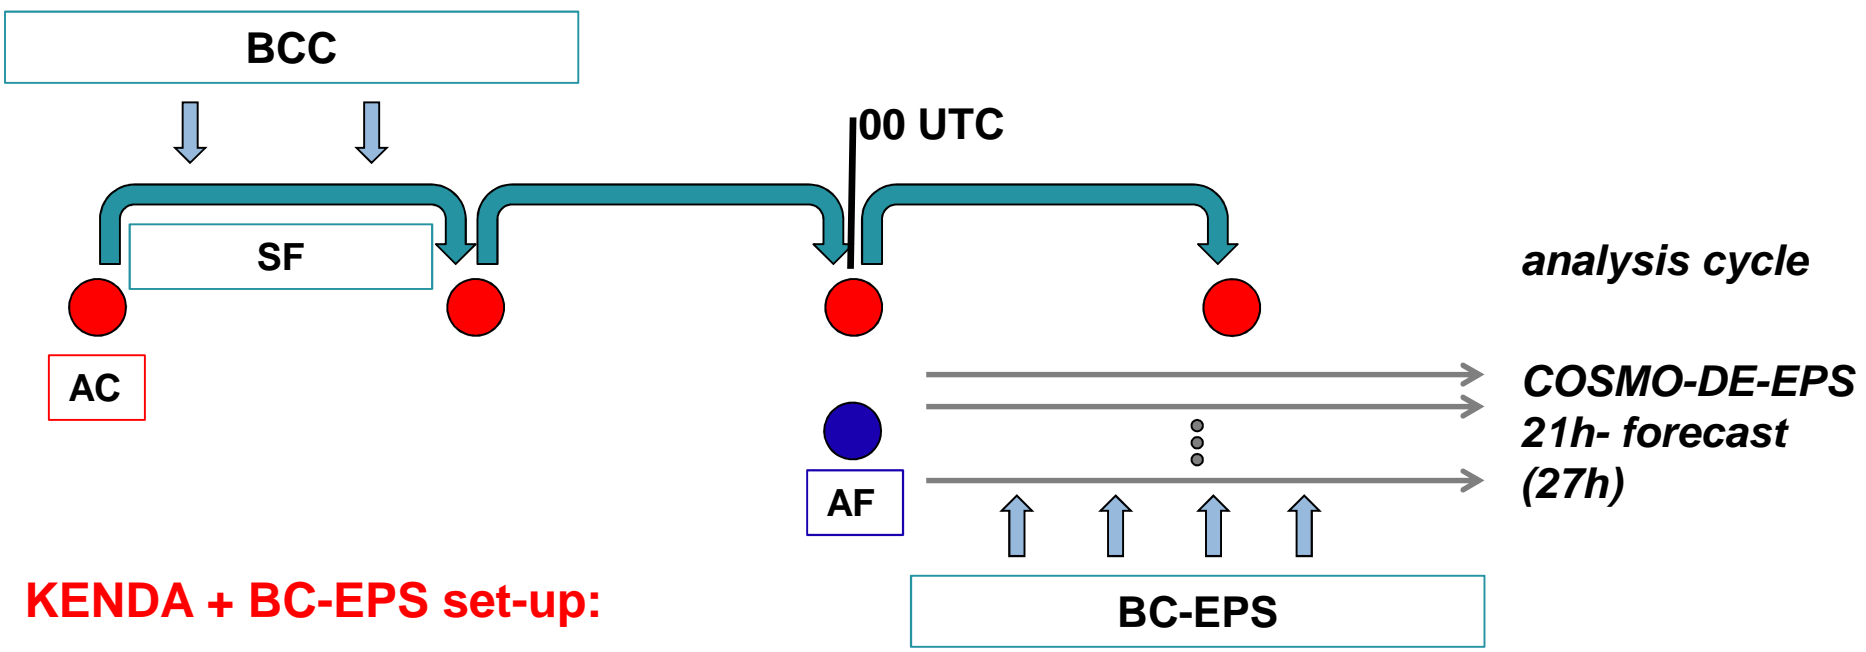 BCC
00 UTC
SF
analysis cycle
AC
COSMO-DE-EPS
21h- forecast
(27h)
AF
KENDA + BC-EPS set-up:
BC-EPS